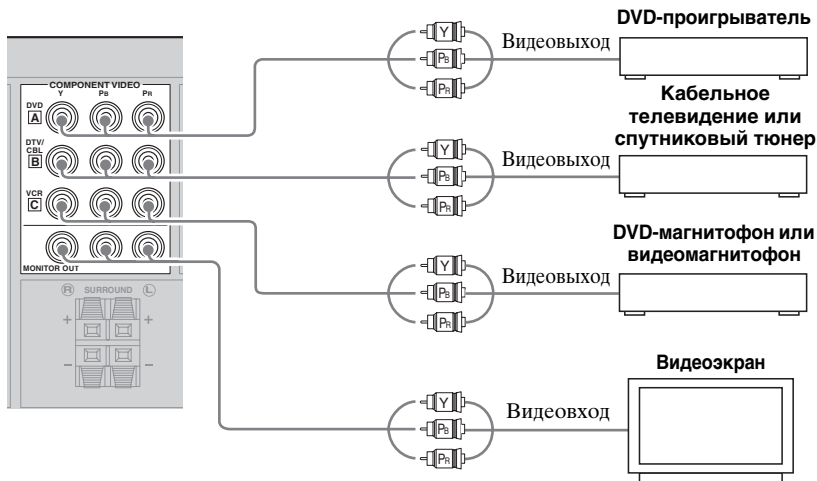 DVD-проигрыватель
Y
PB
PR
Видеовыход
COMPONENT VIDEO
Y PB PR
DVD
A
DTV/
CBL
B
VCR
C
MONITOR OUT
R SURROUND L
+ +
– –
Кабельное
телевидение или
спутниковый тюнер
Y
PB
PR
Видеовыход
DVD-магнитофон или
видеомагнитофон
Y
PB
PR
Видеовыход
Видеоэкран
Y
PB
PR
Видеовход